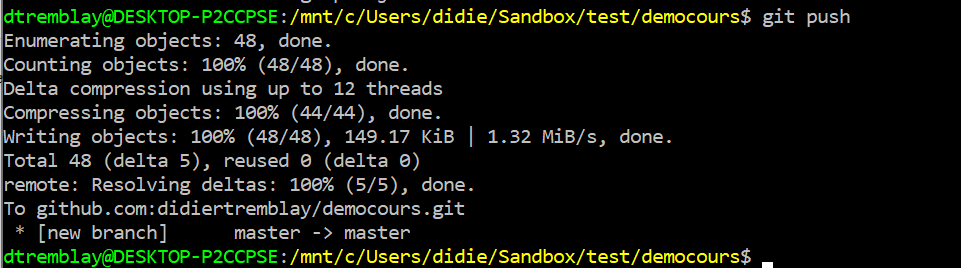 dtremblay@DESKTOP-P2CCPSE:/mnt/c/Users/didie/Sandbox/test/democours$ git push
Enumerating objects: 48, done.
Counting objects: 100% (48/48), done.
Delta compression using up to 12 threads
Compressing objects: 100% (44/44), done.
Writing objects: 100% (48/48), 149.17 KiB | 1.32 MiB/s, done.
Total 48 (delta 5), reused 0 (delta 0)
remote: Resolving deltas: 100% (5/5), done.
To github.com:didiertremblay/democours.git
 * [new branch]      master -> master
dtremblay@DESKTOP-P2CCPSE:/mnt/c/Users/didie/Sandbox/test/democours$